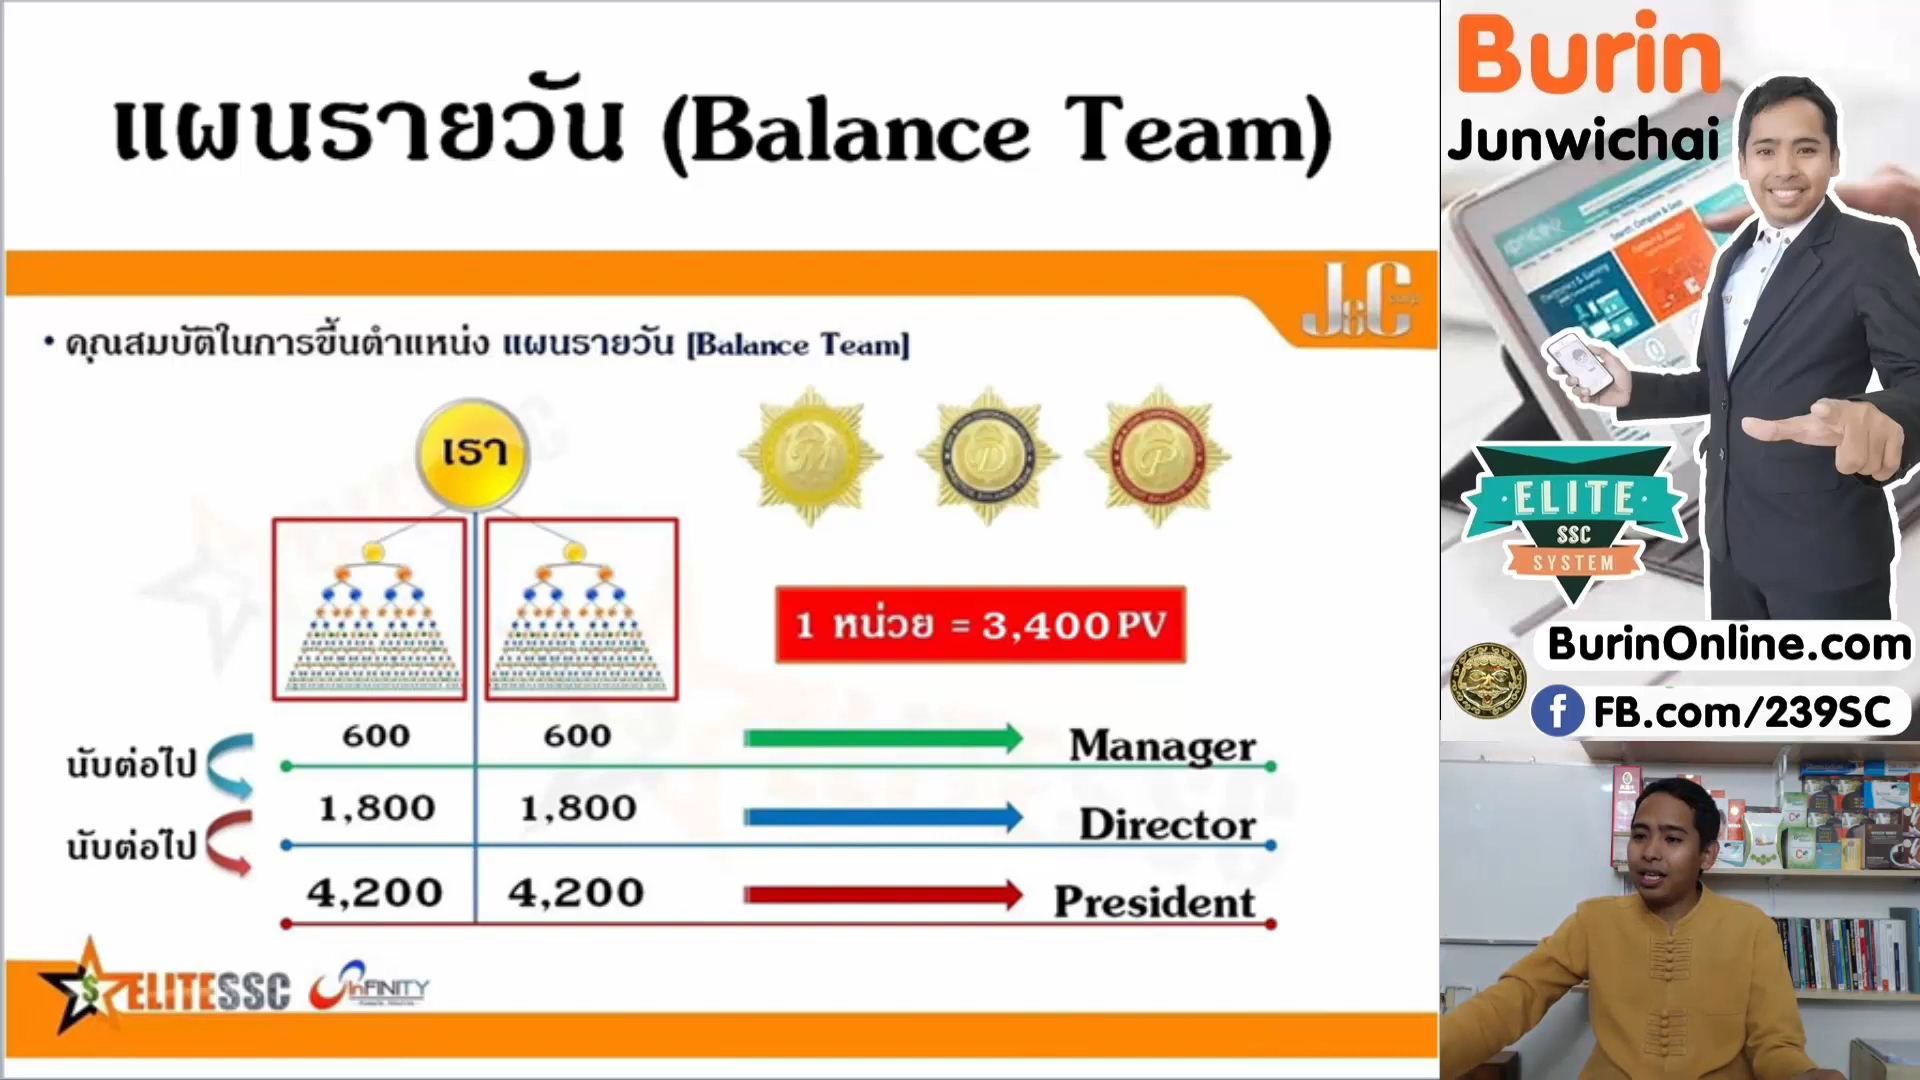 แผนรายวัน (Balance Team)
J&C
• คุณสมบัติในการขึ้นตำแหน่ง แผนรายวัน [Balance Team]
เรา
M
D
P
1 หน่วย = 3,400 PV
600
600
Manager
นับต่อไป
1,800
1,800
Director
นับต่อไป
4,200
4,200
President
$
ELITESSC
inFINITY
Burin
Junwichai
·ELITE·
SSC
SYSTEM
BurinOnline.com
f FB.com/239SC